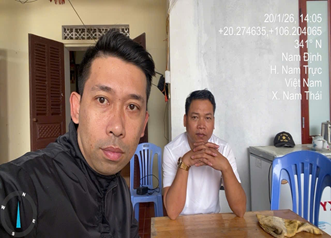 20/1/26, 14:05
+20.274635,+106.204065
341° N
Nam Định
H. Nam Trực
Việt Nam
X. Nam Thái